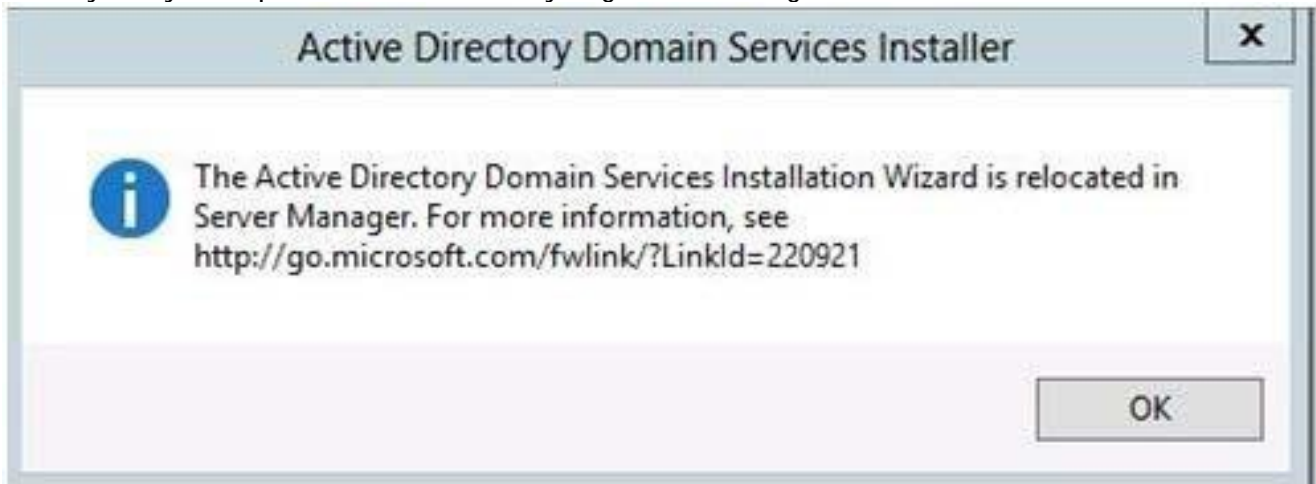 Active Directory Domain Services Installer
The Active Directory Domain Services Installation Wizard is relocated in
Server Manager. For more information, see
http://go.microsoft.com/fwlink/?LinkId=220921
OK